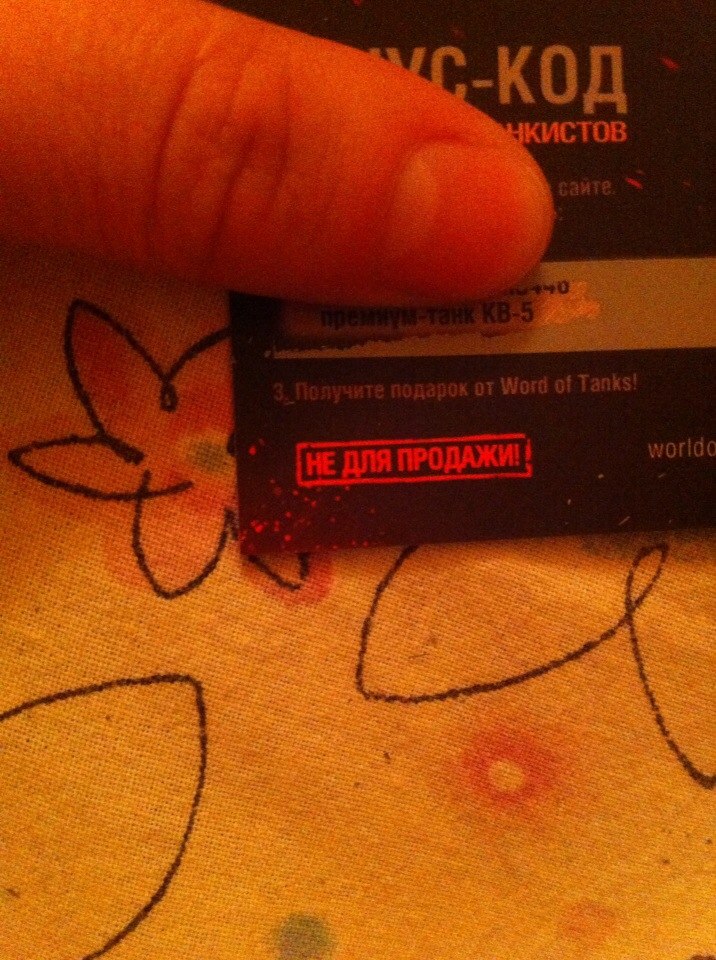 УС-КОД
НКИСТОВ
сайте.
440
премиум-танк КВ-5
3. Получите подарок от Word of Tanks!
НЕ ДЛЯ ПРОДАЖИ!
worldo